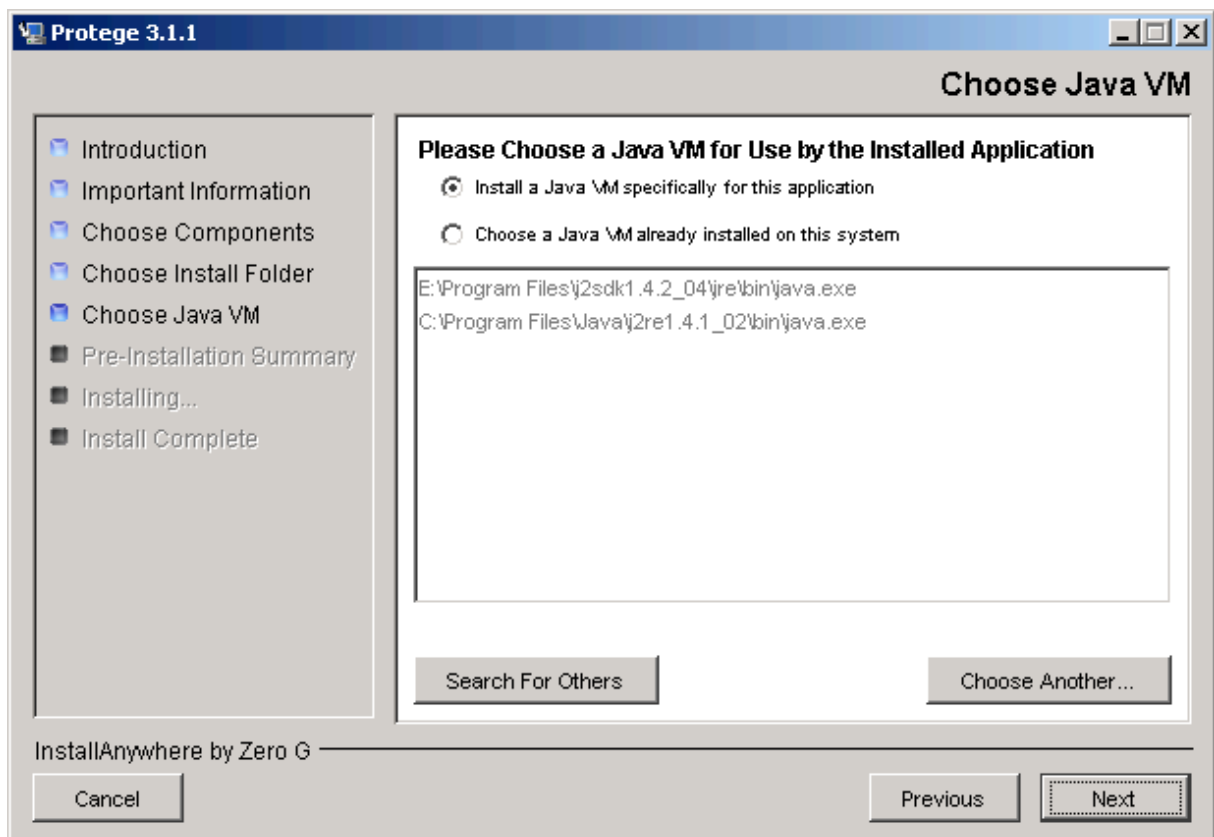 Protege 3.1.1
Choose Java VM
Introduction
Important Information
Choose Components
Choose Install Folder
Choose Java VM
Pre-Installation Summary
Installing...
Install Complete
Please Choose a Java VM for Use by the Installed Application
Install a Java VM specifically for this application
Choose a Java VM already installed on this system
E:\Program Files\j2sdk1.4.2_04\jre\bin\java.exe
C:\Program Files\Java\j2re1.4.1_02\bin\java.exe
Search For Others
Choose Another...
InstallAnywhere by Zero G
Cancel
Previous
Next